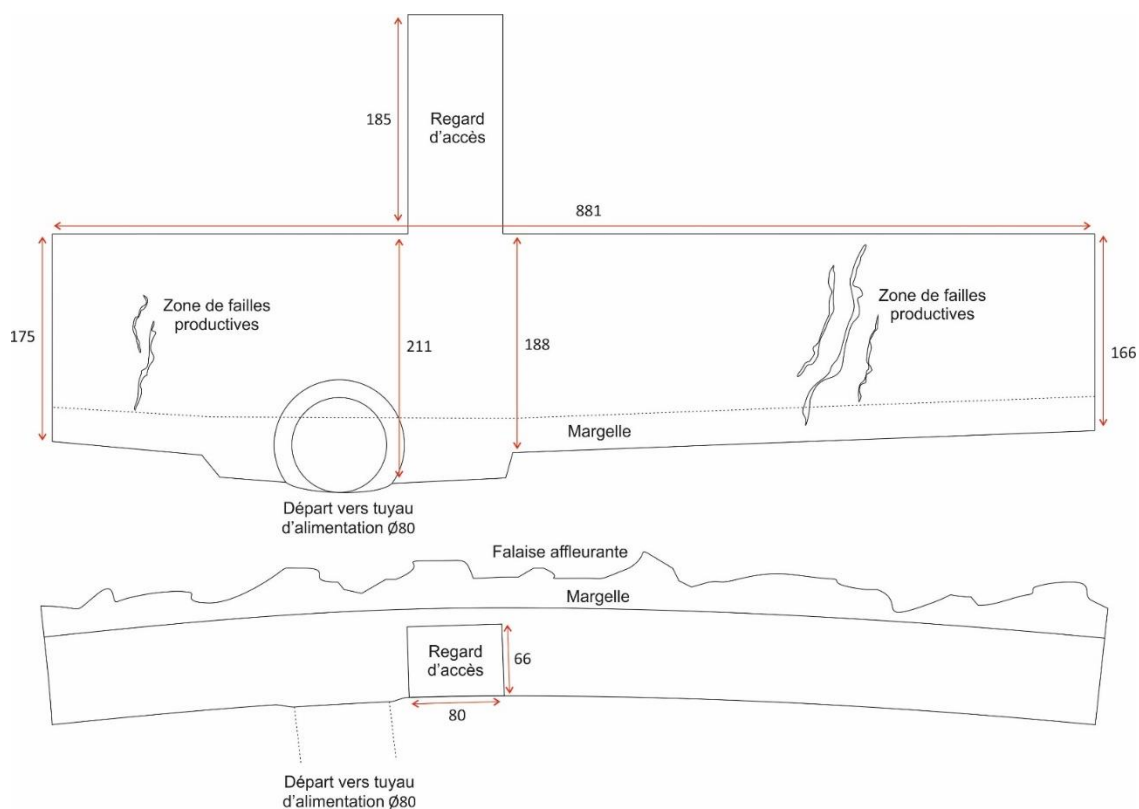 Regard
d'accès
185
881
Zone de failles
productives
Zone de failles
productives
175
211
188
166
Margelle
Départ vers tuyau
d'alimentation Ø80
Falaise affleurante
Margelle
Regard
d'accès
66
80
Départ vers tuyau
d'alimentation Ø80